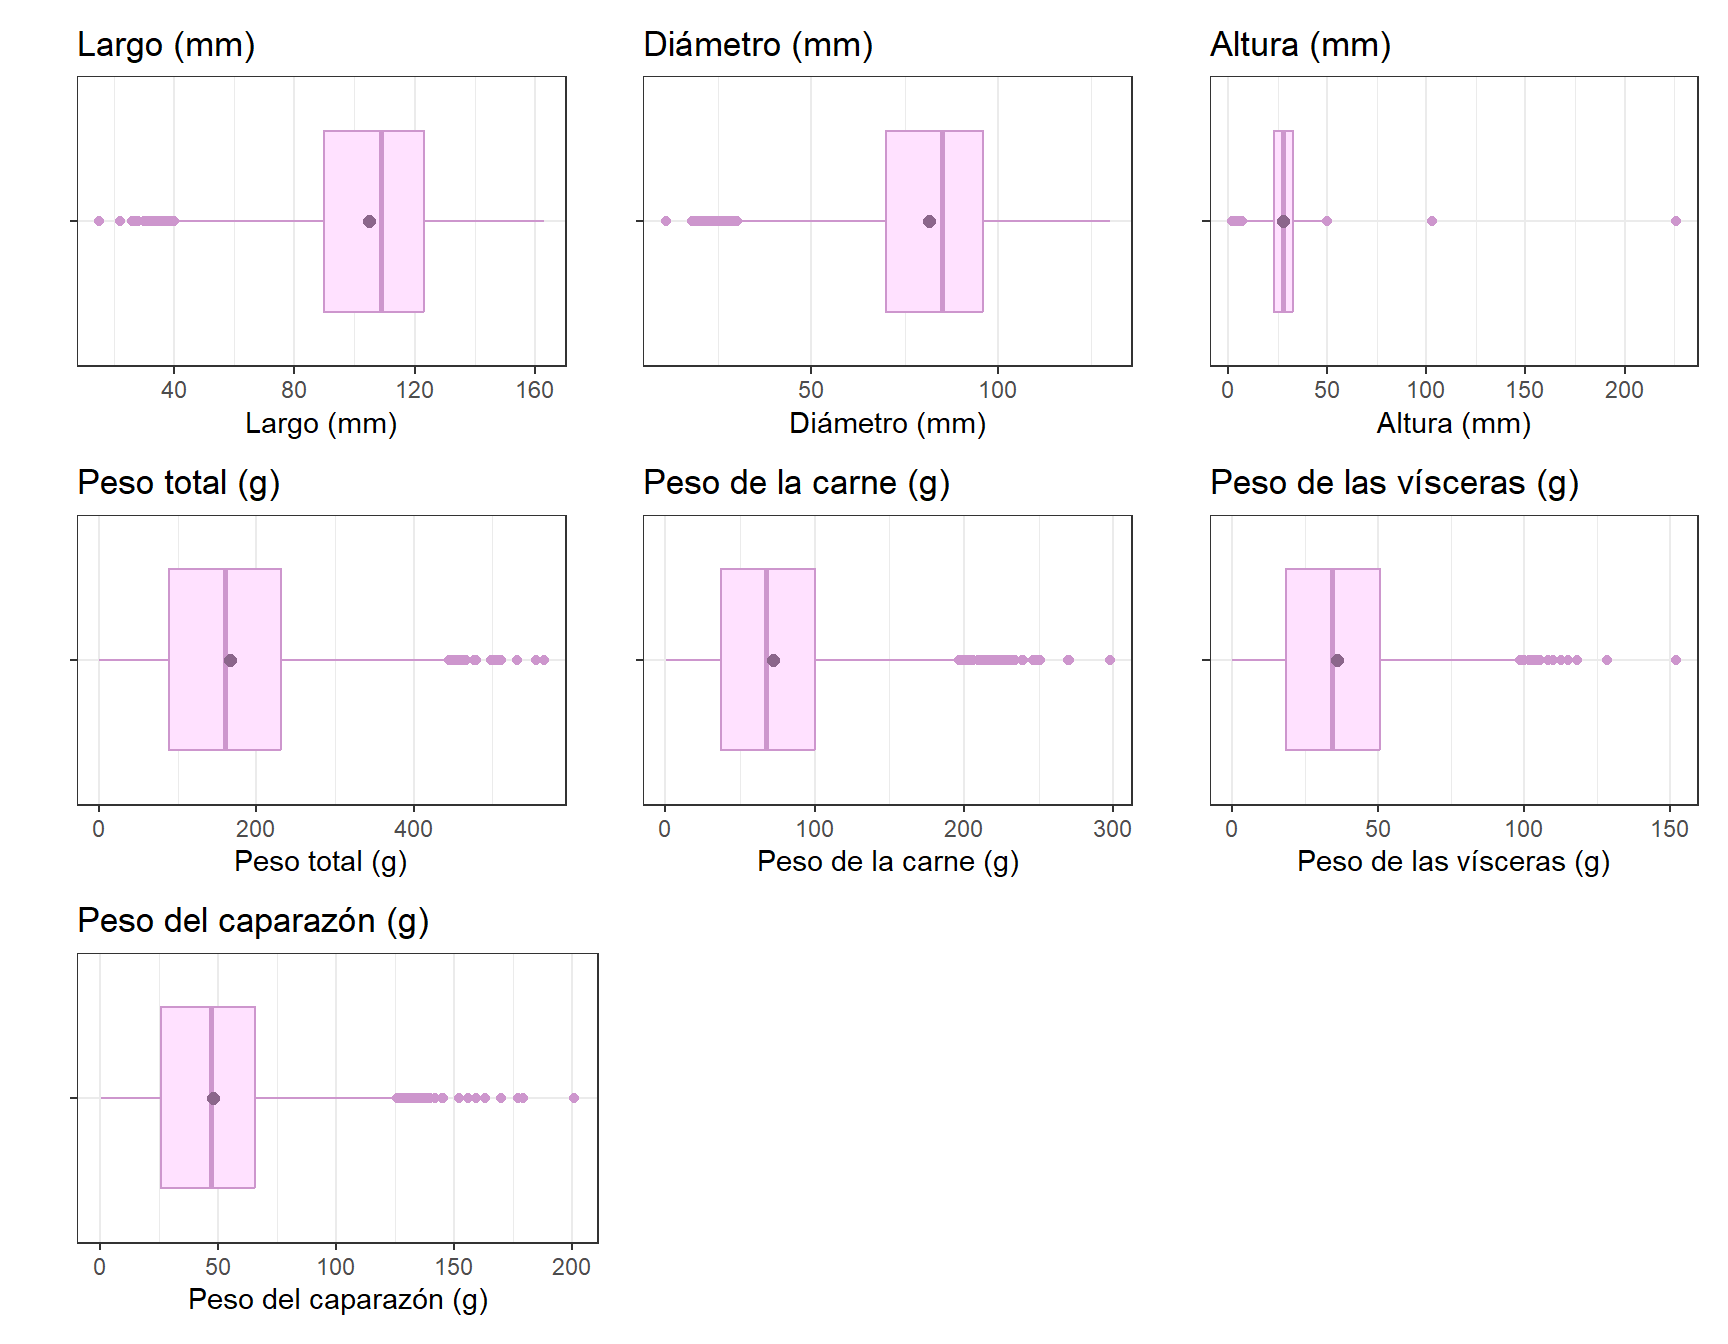 Largo (mm)
40 80 120 160
Largo (mm)
Diámetro (mm)
50 100
Diámetro (mm)
Altura (mm)
0 50 100 150 200
Altura (mm)
Peso total (g)
0 200 400
Peso total (g)
Peso de la carne (g)
0 100 200 300
Peso de la carne (g)
Peso de las vísceras (g)
0 50 100 150
Peso de las vísceras (g)
Peso del caparazón (g)
0 50 100 150 200
Peso del caparazón (g)